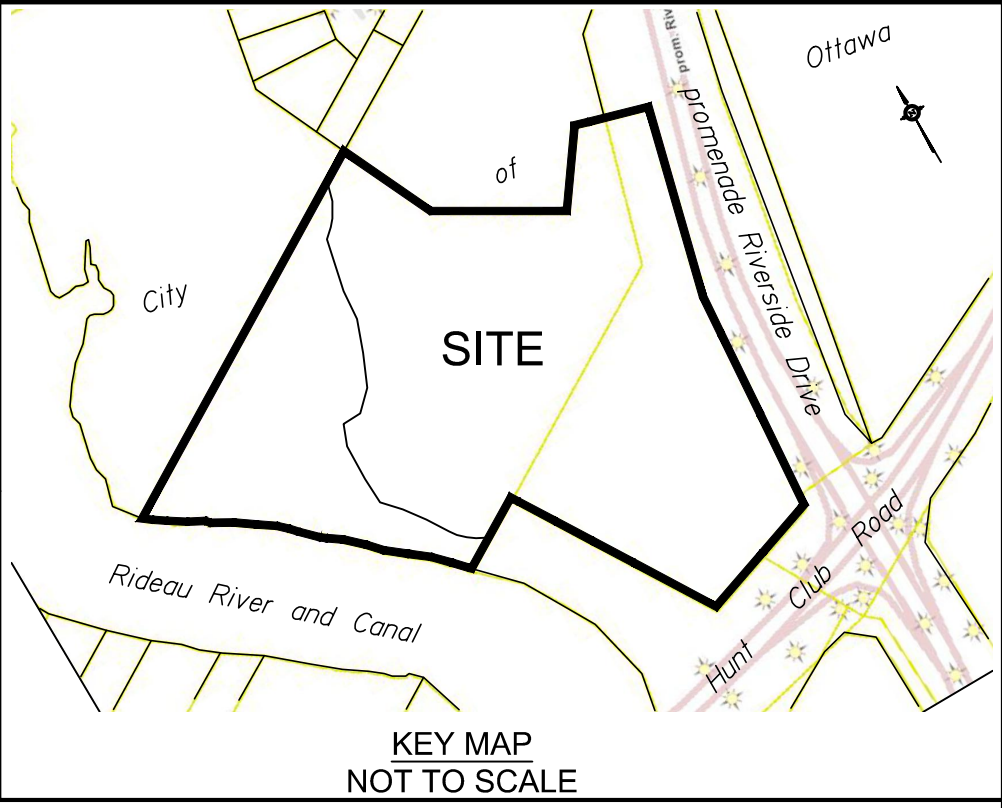 prom Riv
Ottawa
promenade Riverside Drive
of
City
SITE
Hunt Club Road
Rideau River and Canal
KEY MAP
NOT TO SCALE